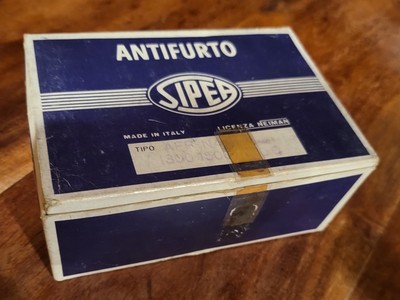 ANTIFURTO
SIPEA
MADE IN ITALY LICENZA NEIMAN
TIPO